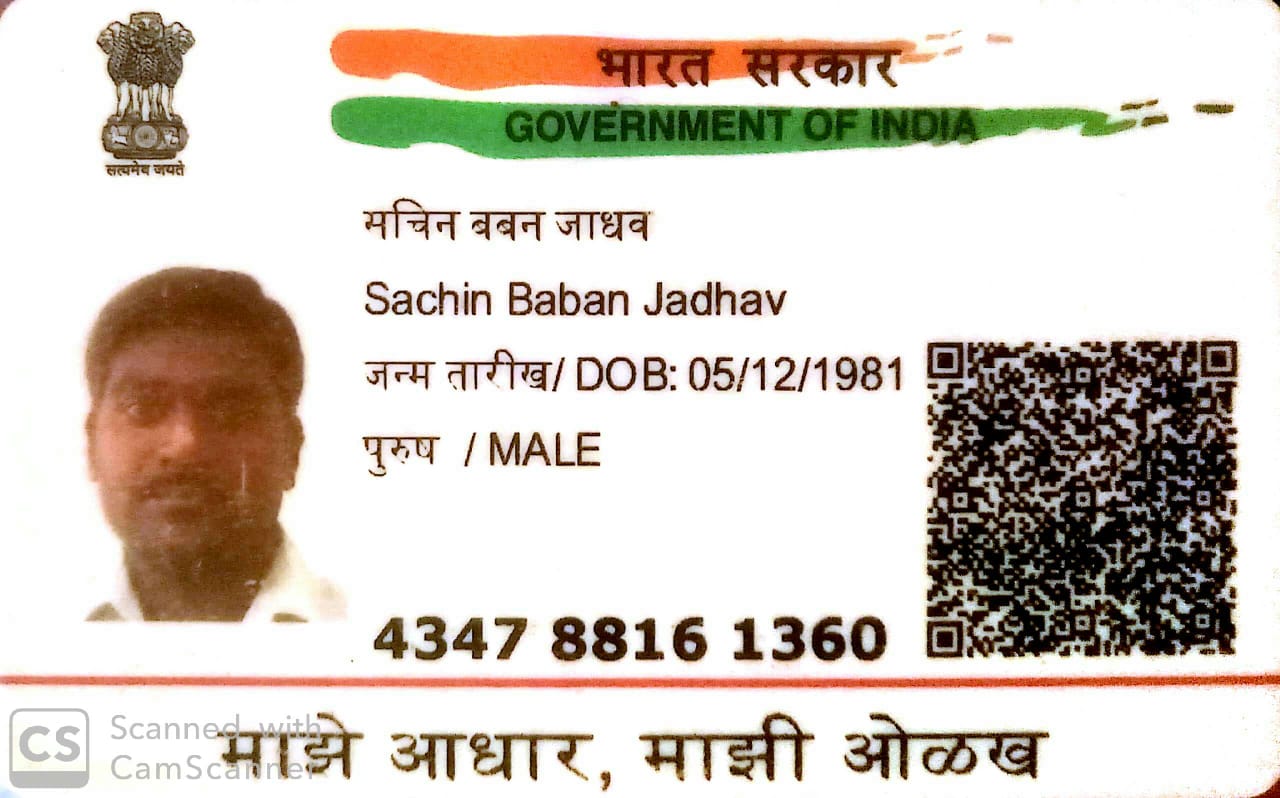 सत्यमेव जयते
भारत सरकार
GOVERNMENT OF INDIA
सचिन बबन जाधव
Sachin Baban Jadhav
जन्म तारीख/ DOB: 05/12/1981
पुरुष / MALE
4347 8816 1360
माझे आधार, माझी ओळख
CS Scanned with
CamScanner